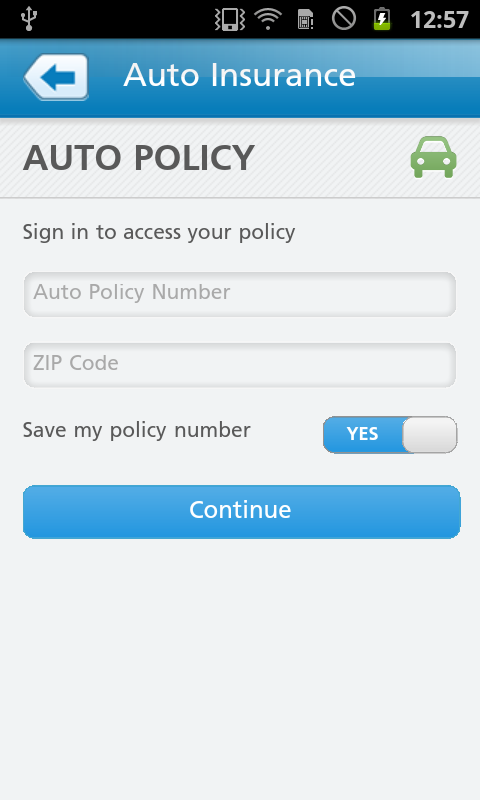 12:57
Auto Insurance
AUTO POLICY
Sign in to access your policy
Auto Policy Number
ZIP Code
Save my policy number YES
Continue